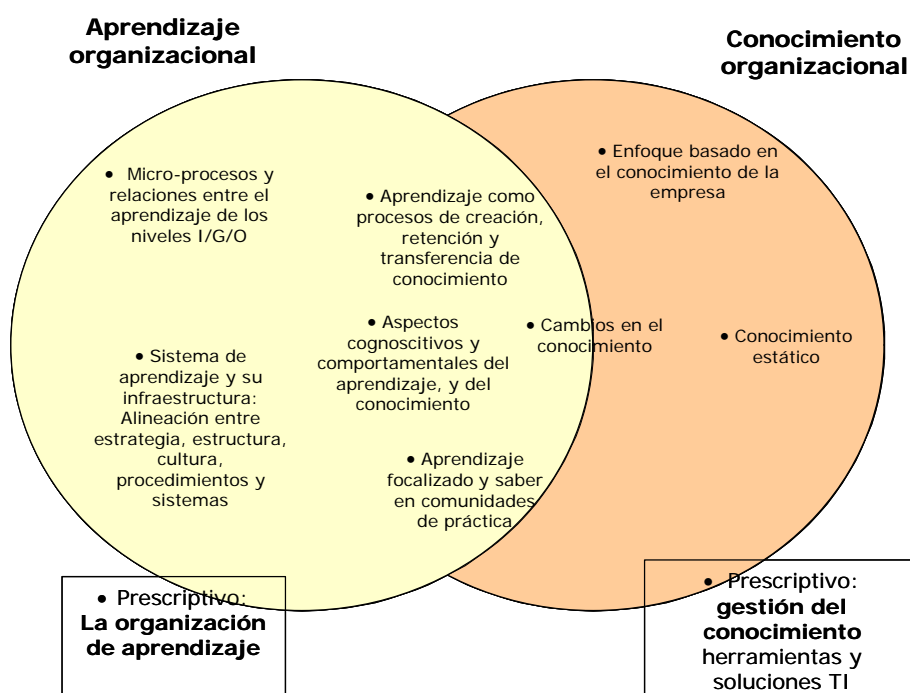 Aprendizaje
organizacional
Conocimiento
organizacional
• Micro-procesos y
relaciones entre el
aprendizaje de los
niveles I/G/O
• Sistema de
aprendizaje y su
infraestructura:
Alineación entre
estrategia, estructura,
cultura,
procedimientos y
sistemas
• Aprendizaje como
procesos de creación,
retención y
transferencia de
conocimiento
• Aspectos
cognoscitivos y
comportamentales del
aprendizaje, y del
conocimiento
• Aprendizaje
focalizado y saber
en comunidades
de práctica
• Cambios en el
conocimiento
• Enfoque basado en
el conocimiento de la
empresa
• Conocimiento
estático
• Prescriptivo:
La organización
de aprendizaje
• Prescriptivo:
gestión del
conocimiento
herramientas y
soluciones TI